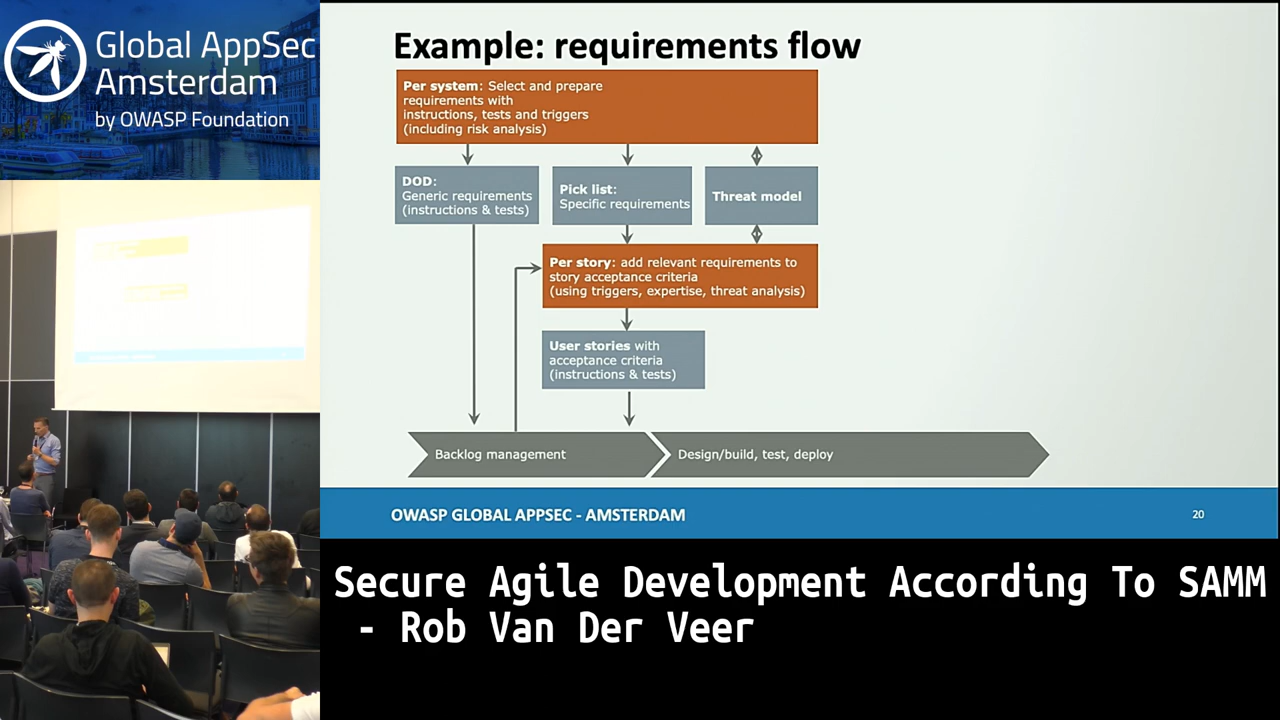 Global AppSec
Amsterdam
by OWASP Foundation
Example: requirements flow
Per system: Select and prepare
requirements with
instructions, tests and triggers
(including risk analysis)
DOD:
Generic requirements
(instructions & tests)
Pick list:
Specific requirements
Threat model
Per story: add relevant requirements to
story acceptance criteria
(using triggers, expertise, threat analysis)
User stories with
acceptance criteria
(instructions & tests)
Backlog management
Design/build, test, deploy
OWASP GLOBAL APPSEC - AMSTERDAM
20
Secure Agile Development According To SAMM
- Rob Van Der Veer